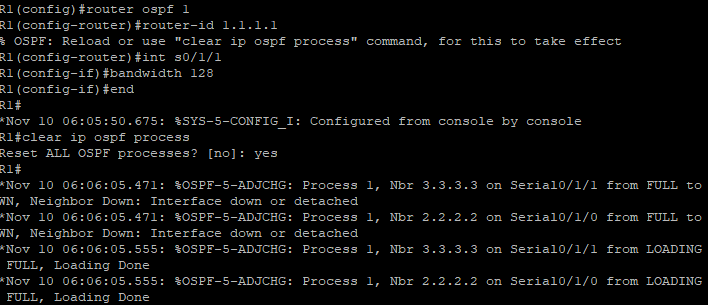 R1(config)#router ospf 1
R1(config-router)#router-id 1.1.1.1
% OSPF: Reload or use "clear ip ospf process" command, for this to take effect
R1(config-router)#int s0/1/1
R1(config-if)#bandwidth 128
R1(config-if)#end
R1#
*Nov 10 06:05:50.675: %SYS-5-CONFIG_I: Configured from console by console
R1#clear ip ospf process
Reset ALL OSPF processes? [no]: yes
R1#
*Nov 10 06:06:05.471: %OSPF-5-ADJCHG: Process 1, Nbr 3.3.3.3 on Serial0/1/1 from FULL to
WN, Neighbor Down: Interface down or detached
*Nov 10 06:06:05.471: %OSPF-5-ADJCHG: Process 1, Nbr 2.2.2.2 on Serial0/1/0 from FULL to
WN, Neighbor Down: Interface down or detached
*Nov 10 06:06:05.555: %OSPF-5-ADJCHG: Process 1, Nbr 3.3.3.3 on Serial0/1/1 from LOADING
FULL, Loading Done
*Nov 10 06:06:05.555: %OSPF-5-ADJCHG: Process 1, Nbr 2.2.2.2 on Serial0/1/0 from LOADING
FULL, Loading Done